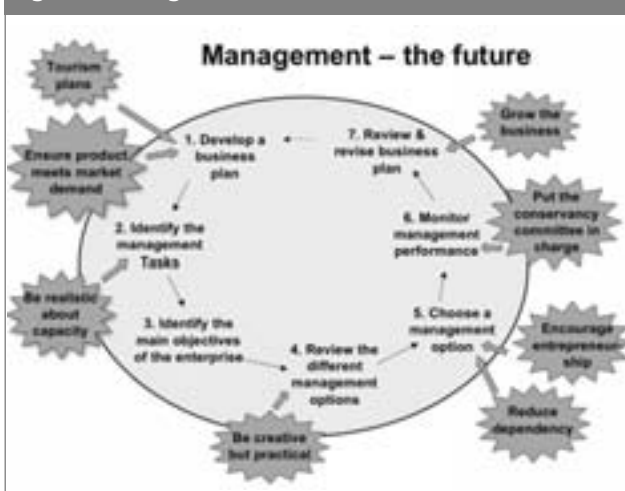 Management – the future
Tourism
plans
Ensure product
meets market
demand
1. Develop a
business
plan
7. Review &
revise business
plan
Grow the
business
2. Identify the
management
Tasks
6. Monitor
management
performance
Put the
conservancy
committee in
charge
Be realistic
about
capacity
3. Identify the
main objectives
of the enterprise
4. Review the
different
management
options
5. Choose a
management
option
Encourage
entrepreneur-
ship
Reduce
dependency
Be creative
but practical